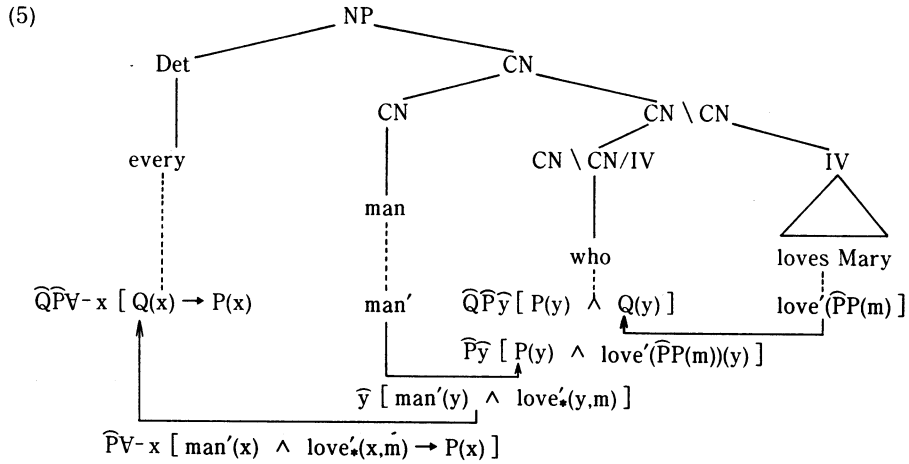 (5) NP
Det CN
CN CN \ CN
every CN \ CN/IV IV
man
who loves Mary
Q̂P̂∀-x [ Q(x) → P(x) man′ Q̂P̂ŷ [ P(y) ∧ Q(y) ] love′(P̂P(m) ]
P̂ŷ [ P(y) ∧ love′(P̂P(m))(y) ]
ŷ [ man′(y) ∧ love′*(y,m) ]
P̂∀-x [ man′(x) ∧ love′*(x,m) → P(x) ]